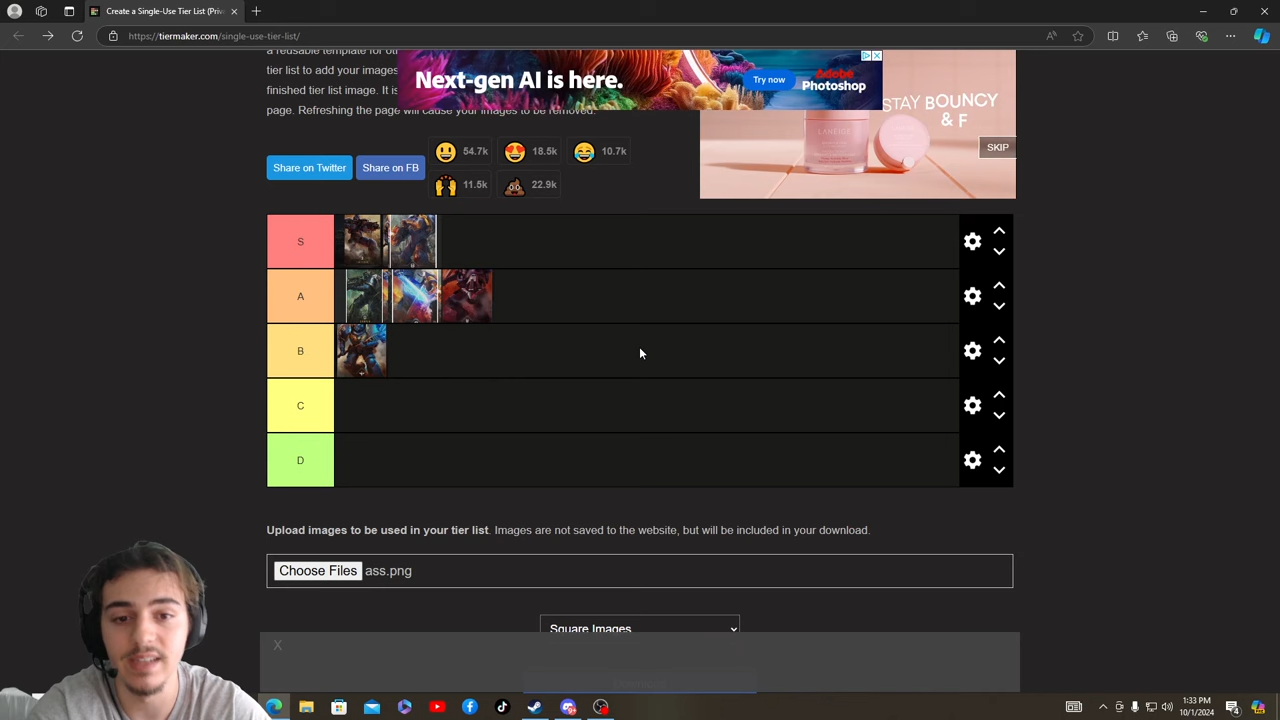 Create a Single-Use Tier List (Priv
https://tiermaker.com/single-use-tier-list/
a reusable template for ot
tier list to add your images
finished tier list image. It is
page. Refreshing the page will cause your images to be removed.
Next-gen AI is here.
Try now
Adobe
Photoshop
STAY BOUNCY
& F
LANEIGE
SKIP
Share on Twitter
Share on FB
54.7k
18.5k
10.7k
11.5k
22.9k
S
A
B
C
D
Upload images to be used in your tier list. Images are not saved to the website, but will be included in your download.
Choose Files ass.png
Square Images
X
1:33 PM
10/1/2024